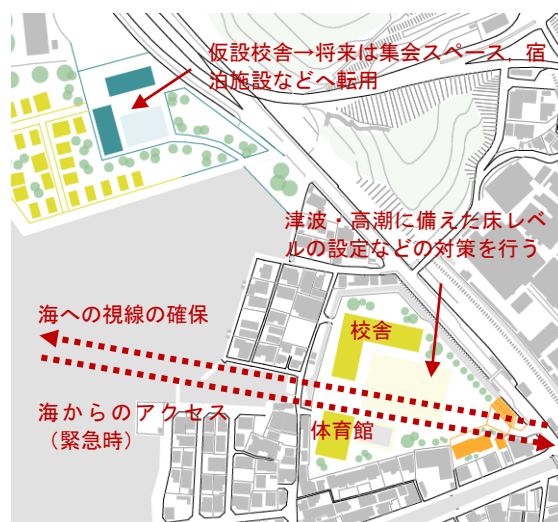 仮設校舎→将来は集会スペース，宿
泊施設などへ転用
津波・高潮に備えた床レベ
ルの設定などの対策を行う
海への視線の確保
校舎
海からのアクセス
（緊急時）
体育館